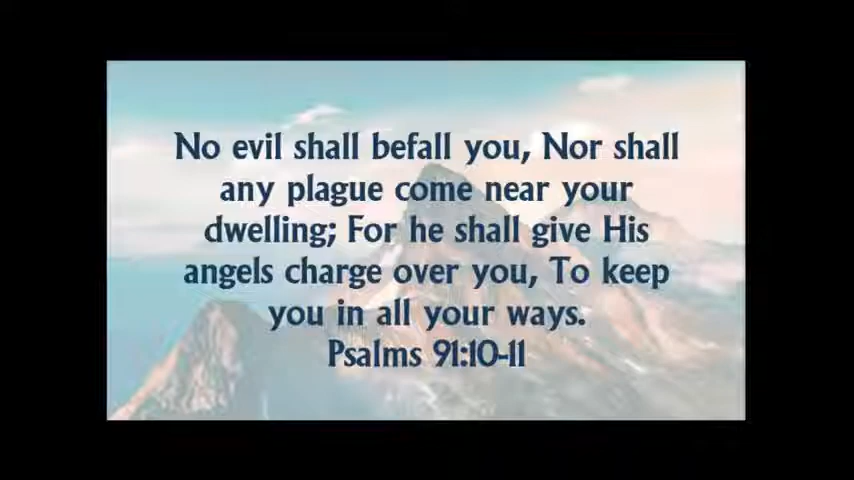 No evil shall befall you, Nor shall
any plague come near your
dwelling; For he shall give His
angels charge over you, To keep
you in all your ways.
Psalms 91:10-11